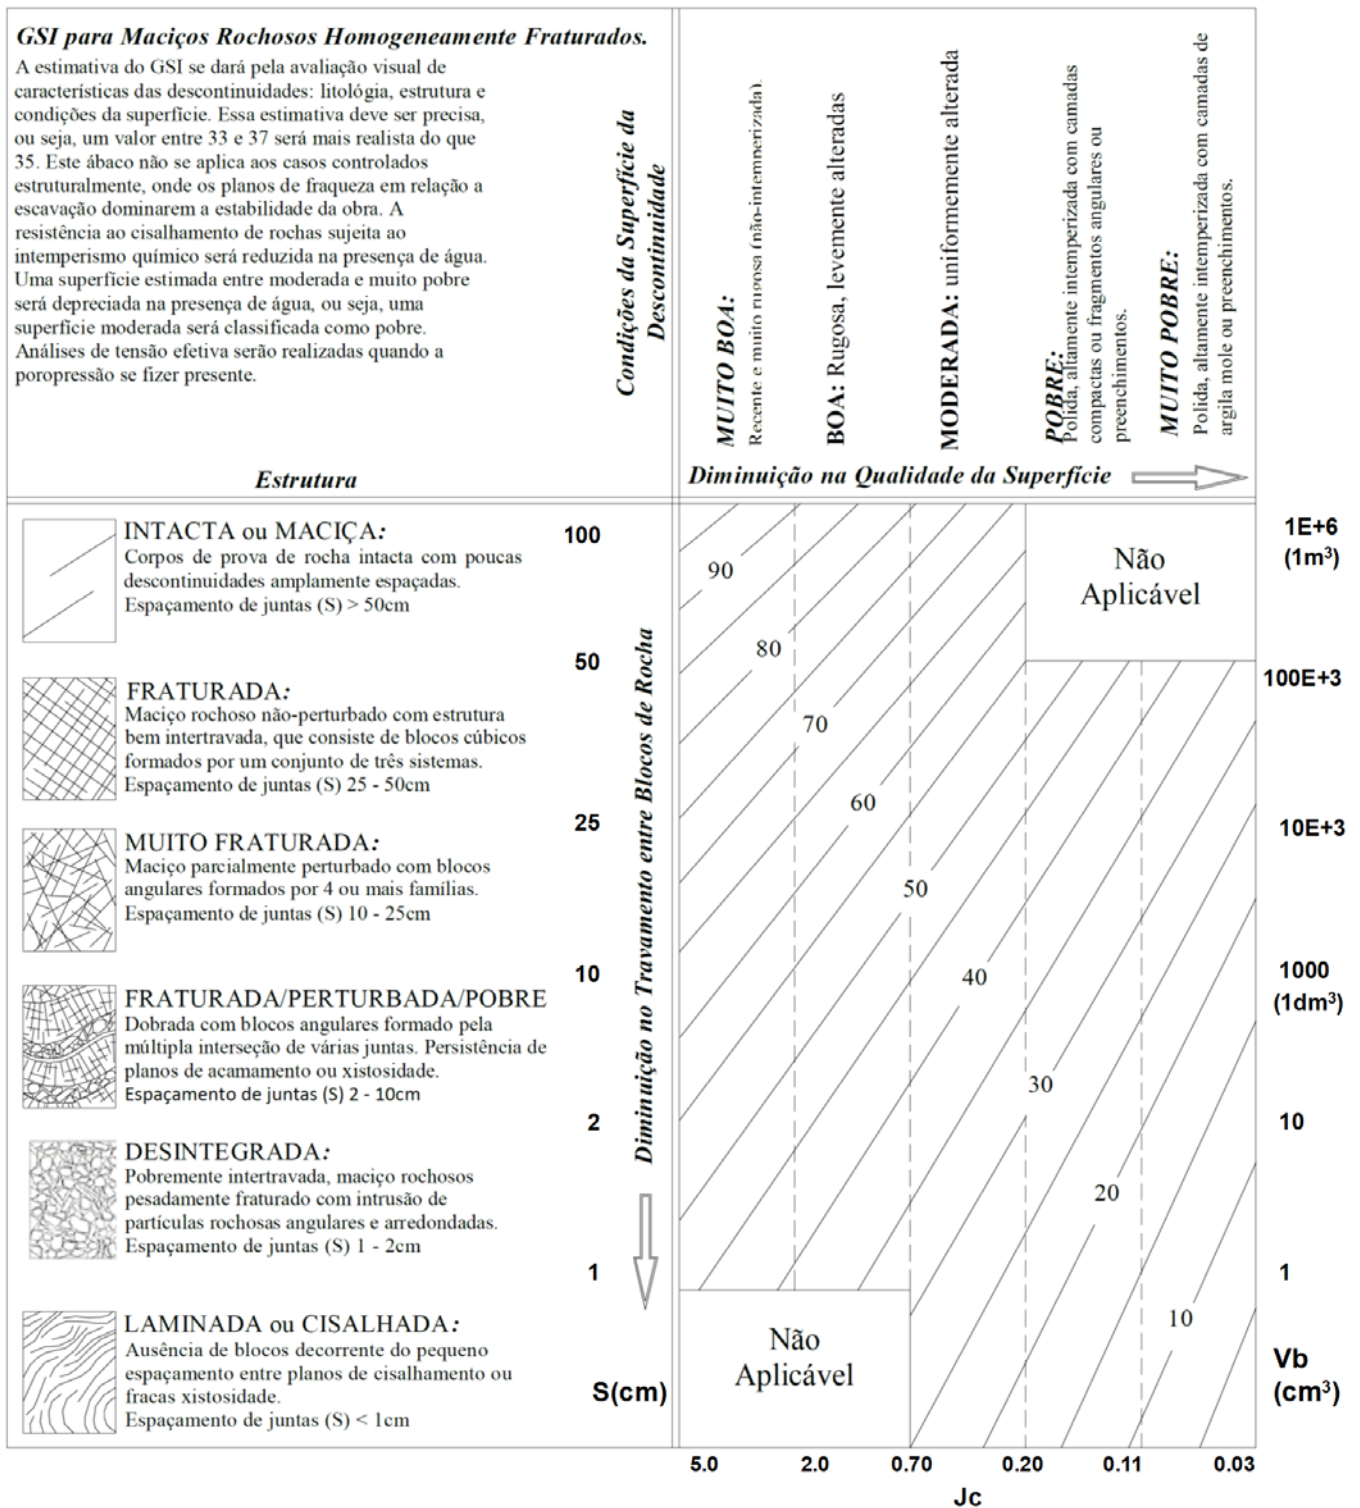 GSI para Maciços Rochosos Homogeneamente Fraturados.
A estimativa do GSI se dará pela avaliação visual de
características das descontinuidades: litológia, estrutura e
condições da superfície. Essa estimativa deve ser precisa,
ou seja, um valor entre 33 e 37 será mais realista do que
35. Este ábaco não se aplica aos casos controlados
estruturalmente, onde os planos de fraqueza em relação a
escavação dominarem a estabilidade da obra. A
resistência ao cisalhamento de rochas sujeita ao
intemperismo químico será reduzida na presença de água.
Uma superfície estimada entre moderada e muito pobre
será depreciada na presença de água, ou seja, uma
superfície moderada será classificada como pobre.
Análises de tensão efetiva serão realizadas quando a
poropressão se fizer presente.
Estrutura
Condições da Superfície da
Descontinuidade
MUITO BOA:
Recente e muito rugosa (não-intemperizada).
BOA: Rugosa, levemente alteradas
MODERADA: uniformemente alterada
POBRE:
Polida, altamente intemperizada com camadas
compactas ou fragmentos angulares ou
preenchimentos.
MUITO POBRE:
Polida, altamente intemperizada com camadas de
argila mole ou preenchimentos.
Diminuição na Qualidade da Superfície
INTACTA ou MACIÇA:
Corpos de prova de rocha intacta com poucas
descontinuidades amplamente espaçadas.
Espaçamento de juntas (S) > 50cm
FRATURADA:
Maciço rochoso não-perturbado com estrutura
bem intertravada, que consiste de blocos cúbicos
formados por um conjunto de três sistemas.
Espaçamento de juntas (S) 25 - 50cm
MUITO FRATURADA:
Maciço parcialmente perturbado com blocos
angulares formados por 4 ou mais famílias.
Espaçamento de juntas (S) 10 - 25cm
FRATURADA/PERTURBADA/POBRE
Dobrada com blocos angulares formado pela
múltipla interseção de várias juntas. Persistência de
planos de acamamento ou xistosidade.
Espaçamento de juntas (S) 2 - 10cm
DESINTEGRADA:
Pobremente intertravada, maciço rochosos
pesadamente fraturado com intrusão de
partículas rochosas angulares e arredondadas.
Espaçamento de juntas (S) 1 - 2cm
LAMINADA ou CISALHADA:
Ausência de blocos decorrente do pequeno
espaçamento entre planos de cisalhamento ou
fracas xistosidade.
Espaçamento de juntas (S) < 1cm
100
50
25
10
2
1
S(cm)
Diminuição no Travamento entre Blocos de Rocha
90
80
70
60
50
40
30
20
10
Não
Aplicável
Não
Aplicável
1E+6
(1m³)
100E+3
10E+3
1000
(1dm³)
10
1
Vb
(cm³)
5.0 2.0 0.70 0.20 0.11 0.03
Jc